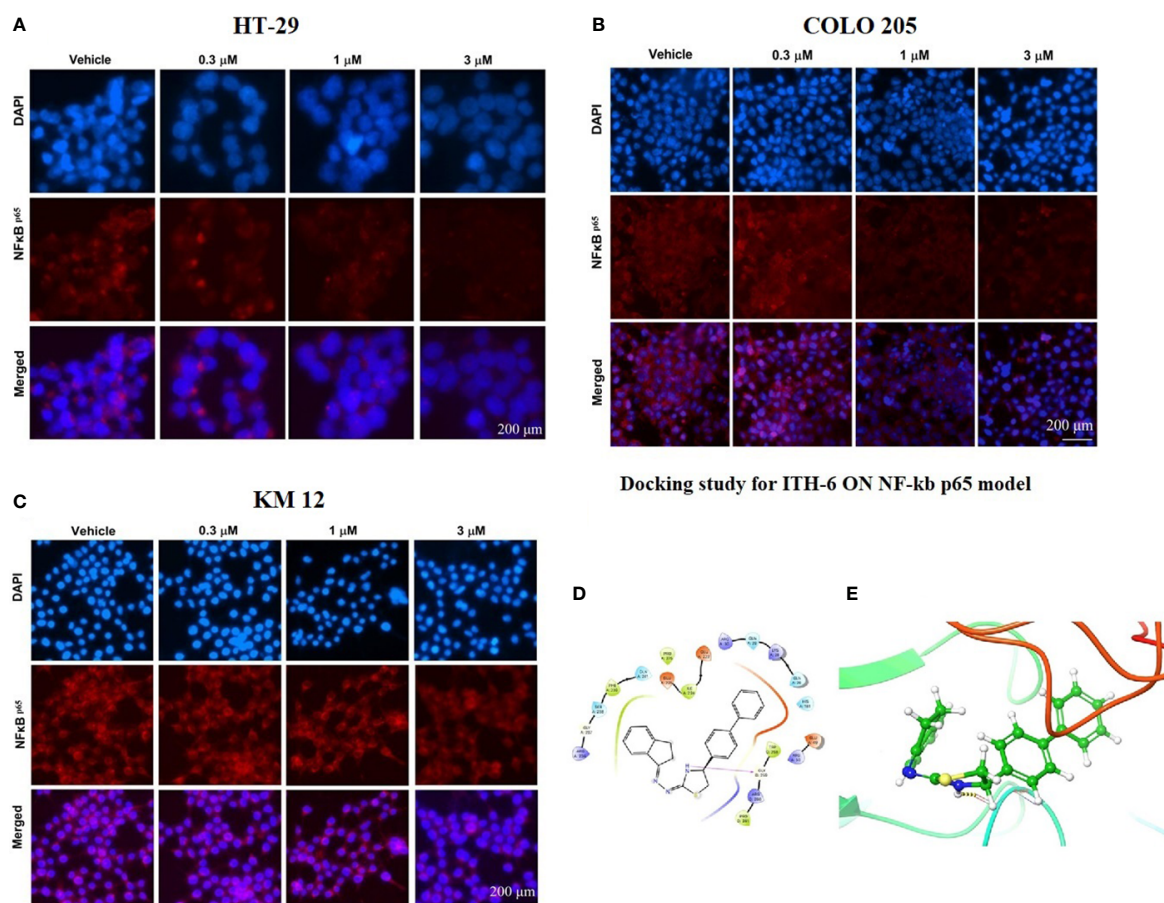 A
HT-29
Vehicle 0.3 μM 1 μM 3 μM
DAPI
NFκB p65
Merged
200 μm
B
COLO 205
Vehicle 0.3 μM 1 μM 3 μM
DAPI
NFκB p65
Merged
200 μm
C
KM 12
Vehicle 0.3 μM 1 μM 3 μM
DAPI
NFκB p65
Merged
200 μm
Docking study for ITH-6 ON NF-kb p65 model
D
NH
N
N
S
E